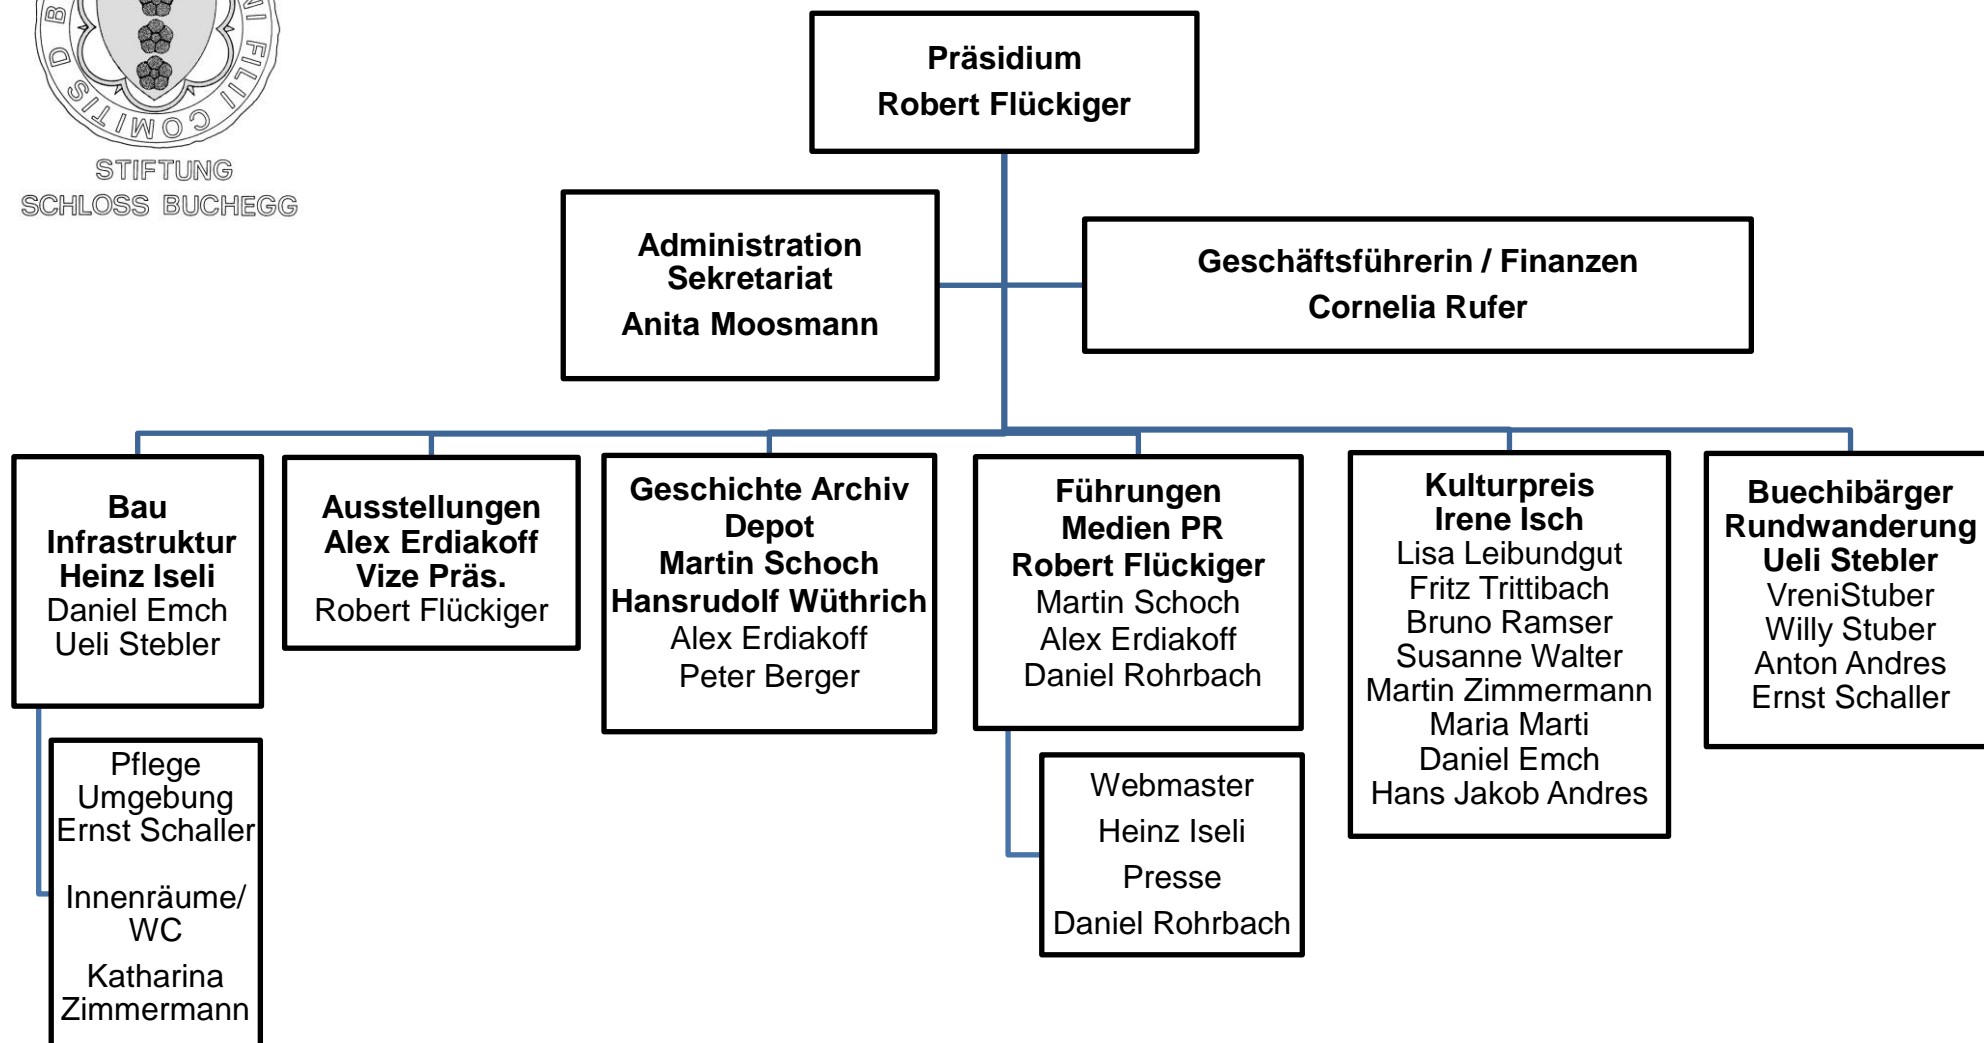 B
D
SITIMOC
NI FILII
STIFTUNG
SCHLOSS BUCHEGG
Präsidium
Robert Flückiger
Administration
Sekretariat
Anita Moosmann
Geschäftsführerin / Finanzen
Cornelia Rufer
Bau
Infrastruktur
Heinz Iseli
Daniel Emch
Ueli Stebler
Pflege
Umgebung
Ernst Schaller
Innenräume/
WC
Katharina
Zimmermann
Ausstellungen
Alex Erdiakoff
Vize Präs.
Robert Flückiger
Geschichte Archiv
Depot
Martin Schoch
Hansrudolf Wüthrich
Alex Erdiakoff
Peter Berger
Führungen
Medien PR
Robert Flückiger
Martin Schoch
Alex Erdiakoff
Daniel Rohrbach
Webmaster
Heinz Iseli
Presse
Daniel Rohrbach
Kulturpreis
Irene Isch
Lisa Leibundgut
Fritz Trittibach
Bruno Ramser
Susanne Walter
Martin Zimmermann
Maria Marti
Daniel Emch
Hans Jakob Andres
Buechibärger
Rundwanderung
Ueli Stebler
VreniStuber
Willy Stuber
Anton Andres
Ernst Schaller